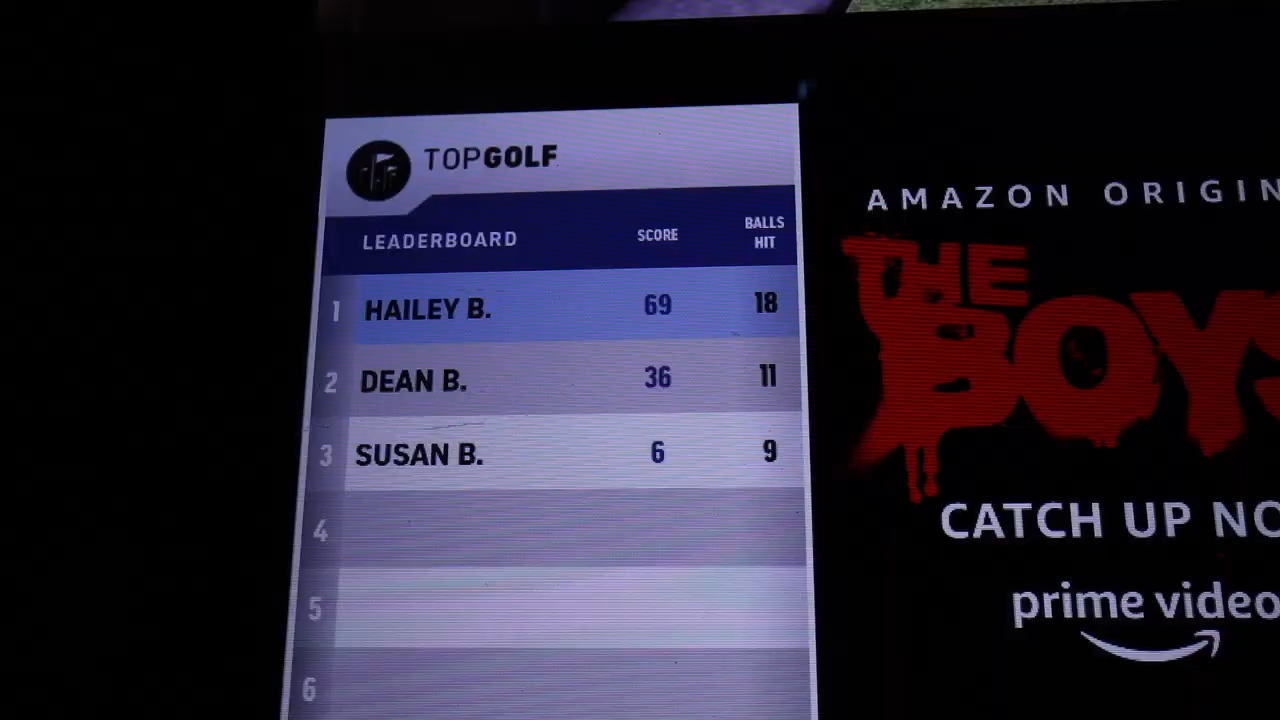 TOPGOLF
LEADERBOARD SCORE BALLS HIT
1 HAILEY B. 69 18
2 DEAN B. 36 11
3 SUSAN B. 6 9
4
5
6
AMAZON ORIGIN
THE
BOYS
CATCH UP NO
prime video